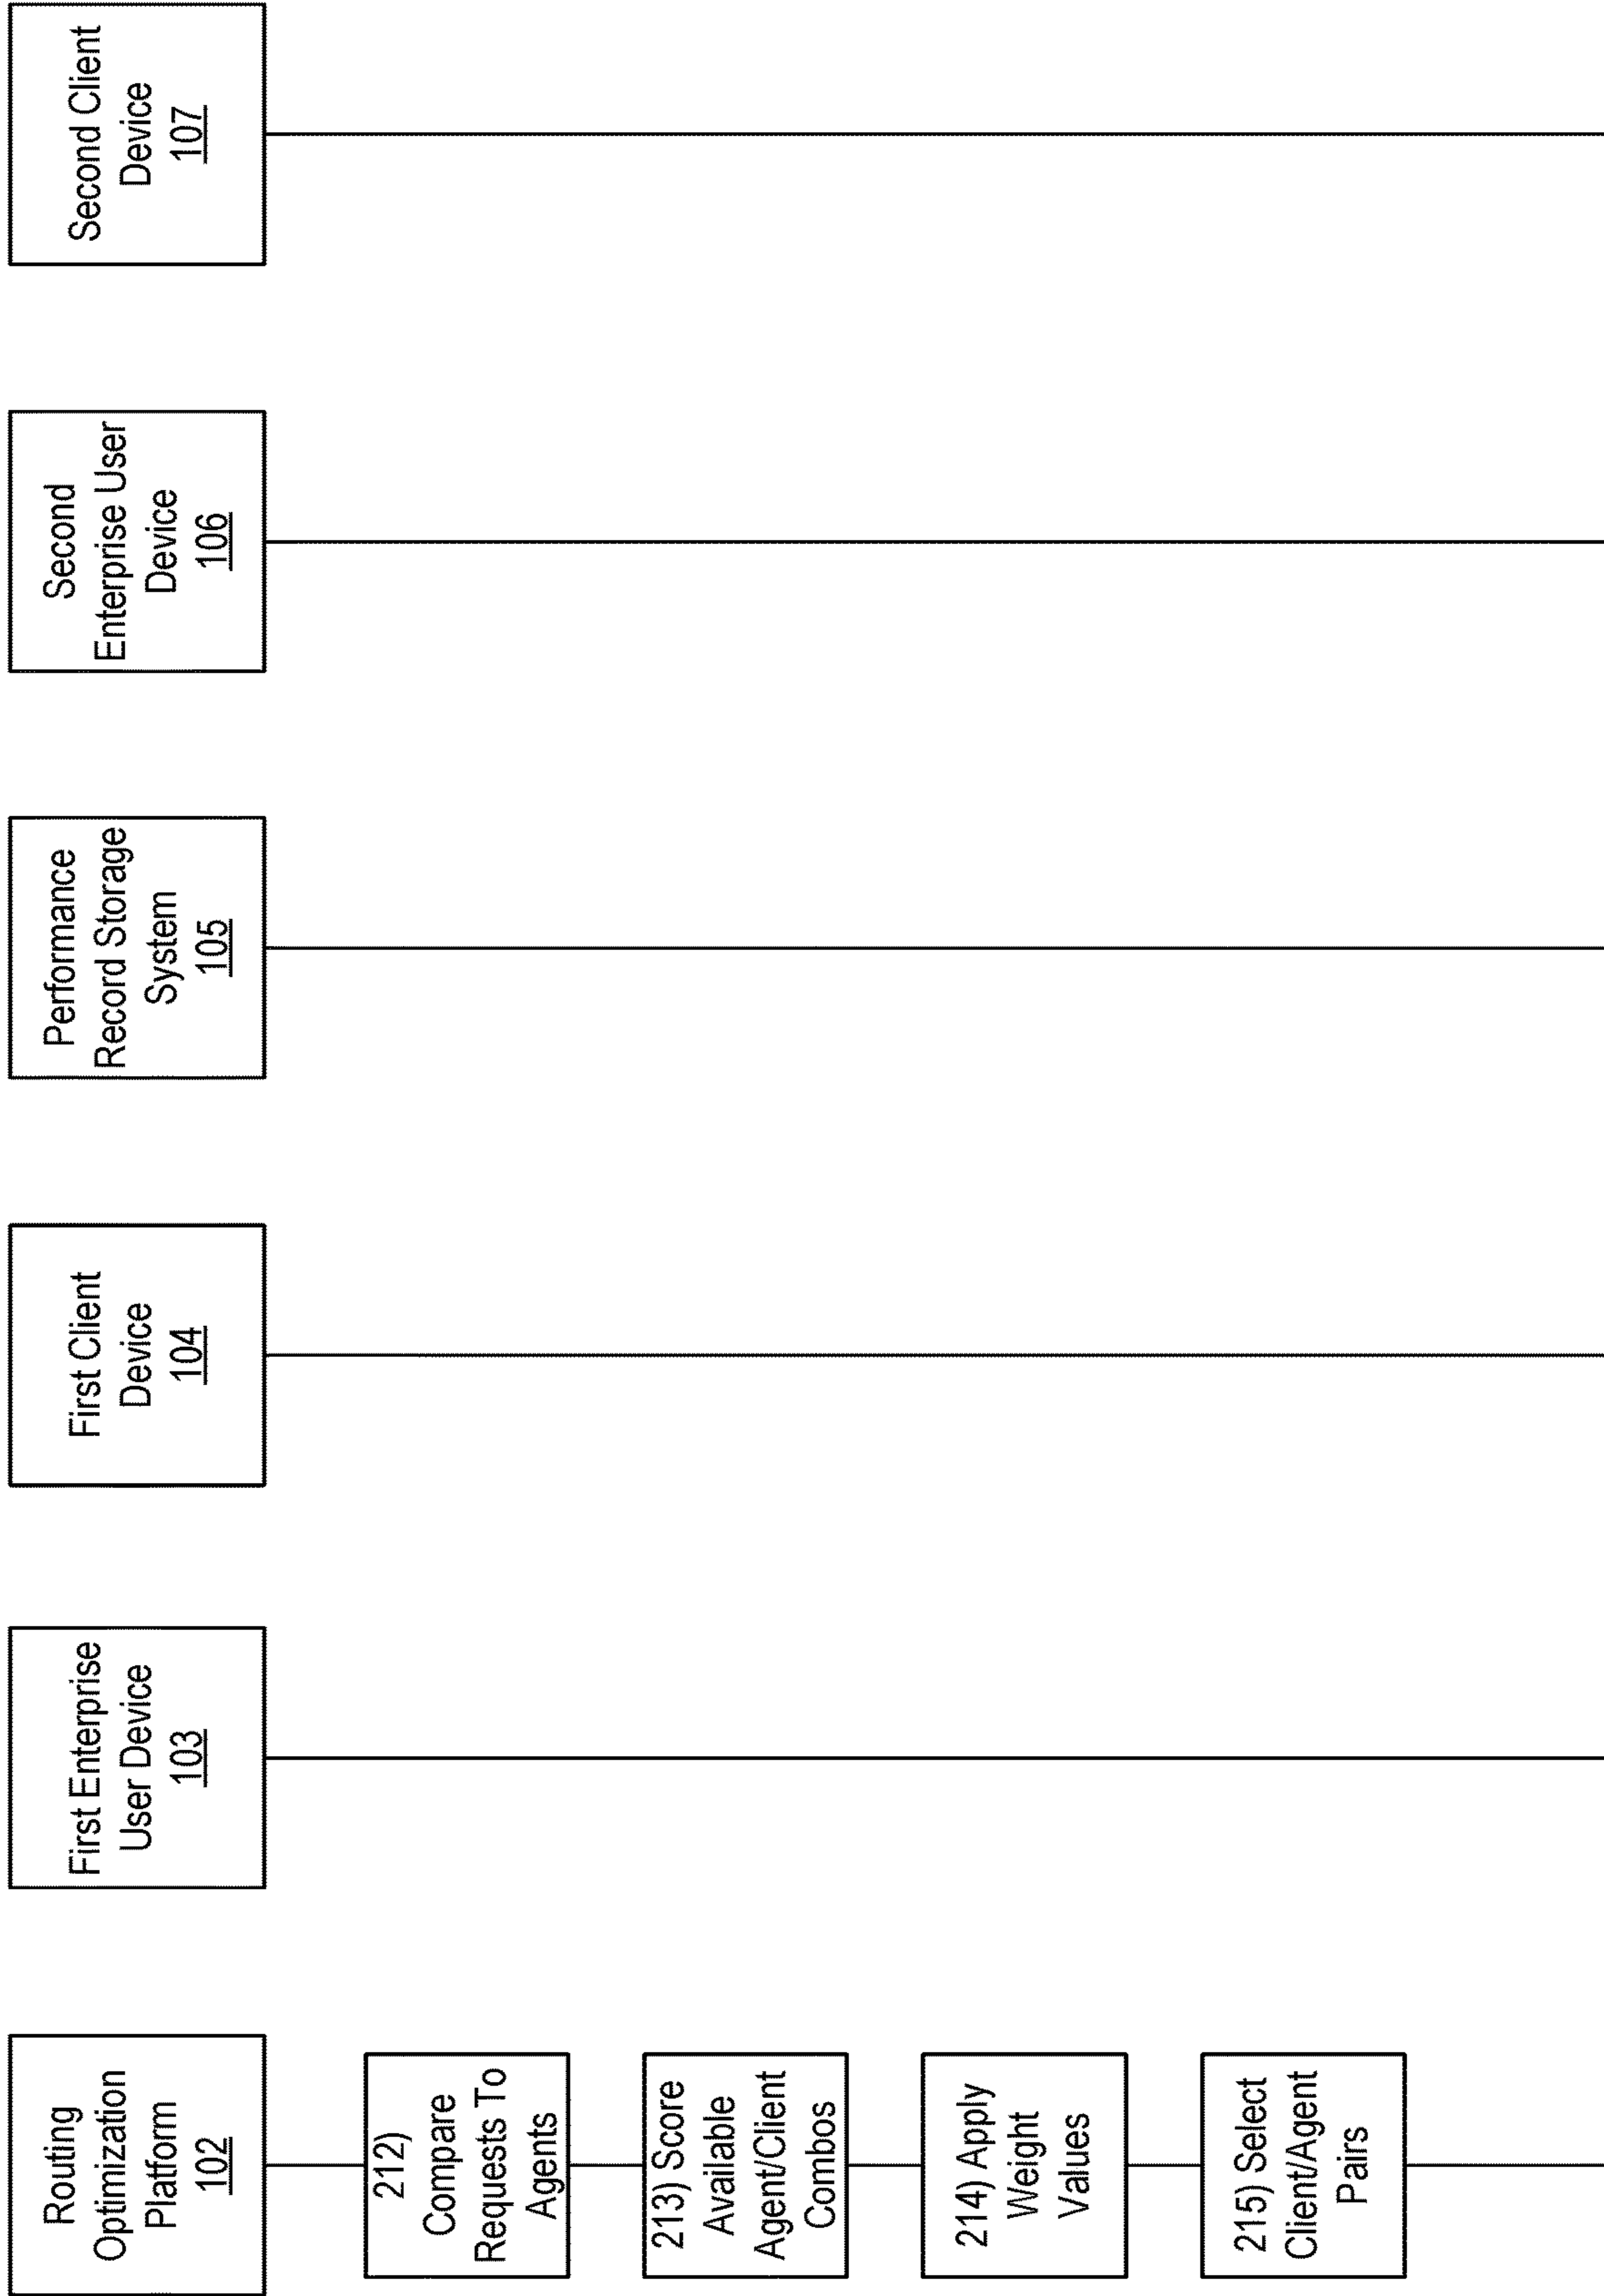 Routing
Optimization
Platform
102
First Enterprise
User Device
103
First Client
Device
104
Performance
Record Storage
System
105
Second
Enterprise User
Device
106
Second Client
Device
107
212)
Compare
Requests To
Agents
213) Score
Available
Agent/Client
Combos
214) Apply
Weight
Values
215) Select
Client/Agent
Pairs